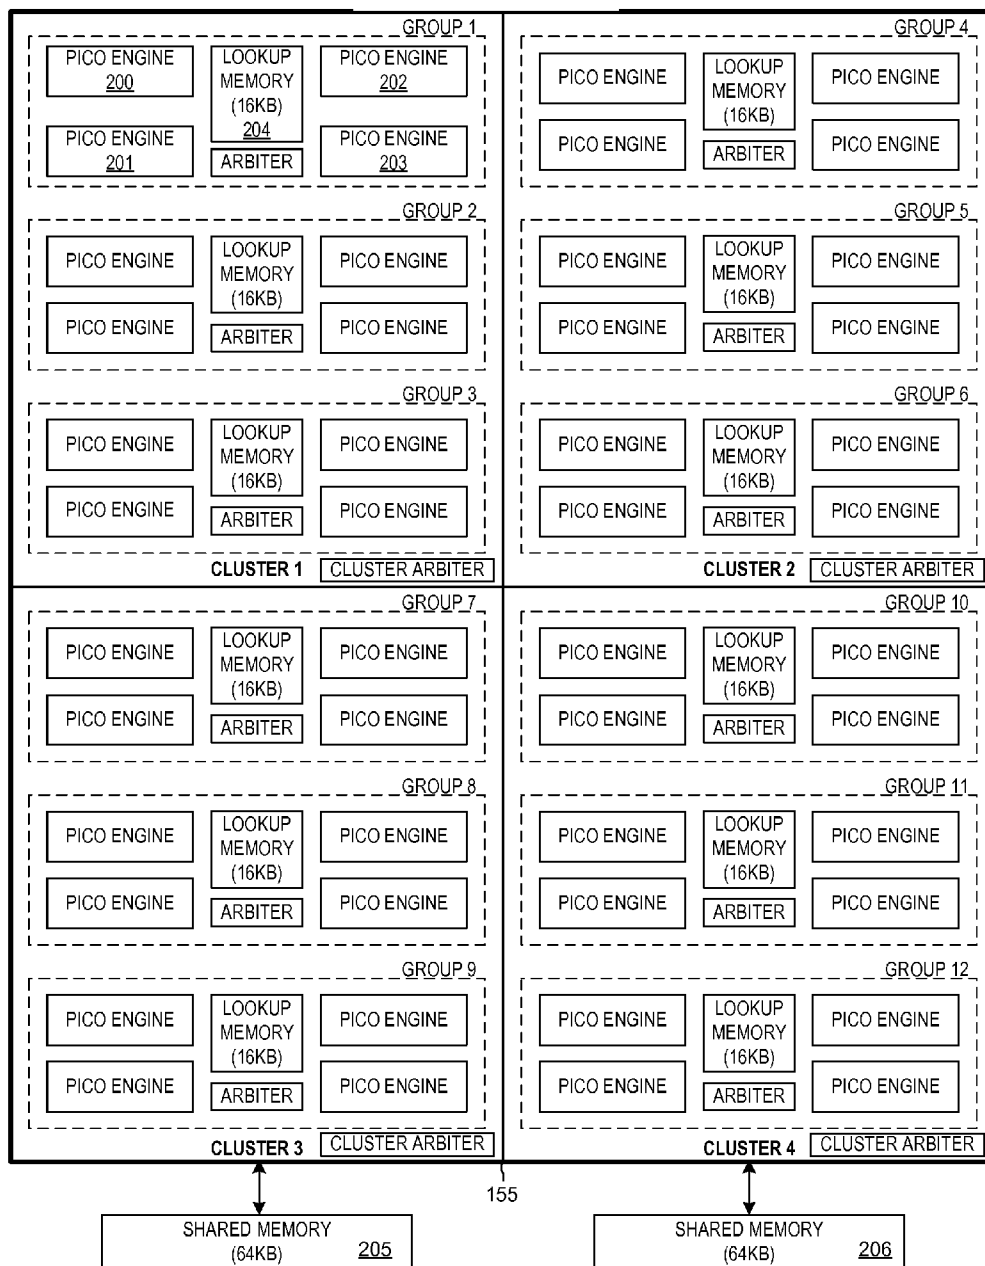 GROUP 1
PICO ENGINE
200
LOOKUP
MEMORY
(16KB)
204
PICO ENGINE
202
PICO ENGINE
201
ARBITER
PICO ENGINE
203
GROUP 2
PICO ENGINE
LOOKUP
MEMORY
(16KB)
PICO ENGINE
PICO ENGINE
ARBITER
PICO ENGINE
GROUP 3
PICO ENGINE
LOOKUP
MEMORY
(16KB)
PICO ENGINE
PICO ENGINE
ARBITER
PICO ENGINE
CLUSTER 1
CLUSTER ARBITER
GROUP 4
PICO ENGINE
LOOKUP
MEMORY
(16KB)
PICO ENGINE
PICO ENGINE
ARBITER
PICO ENGINE
GROUP 5
PICO ENGINE
LOOKUP
MEMORY
(16KB)
PICO ENGINE
PICO ENGINE
ARBITER
PICO ENGINE
GROUP 6
PICO ENGINE
LOOKUP
MEMORY
(16KB)
PICO ENGINE
PICO ENGINE
ARBITER
PICO ENGINE
CLUSTER 2
CLUSTER ARBITER
GROUP 7
PICO ENGINE
LOOKUP
MEMORY
(16KB)
PICO ENGINE
PICO ENGINE
ARBITER
PICO ENGINE
GROUP 8
PICO ENGINE
LOOKUP
MEMORY
(16KB)
PICO ENGINE
PICO ENGINE
ARBITER
PICO ENGINE
GROUP 9
PICO ENGINE
LOOKUP
MEMORY
(16KB)
PICO ENGINE
PICO ENGINE
ARBITER
PICO ENGINE
CLUSTER 3
CLUSTER ARBITER
GROUP 10
PICO ENGINE
LOOKUP
MEMORY
(16KB)
PICO ENGINE
PICO ENGINE
ARBITER
PICO ENGINE
GROUP 11
PICO ENGINE
LOOKUP
MEMORY
(16KB)
PICO ENGINE
PICO ENGINE
ARBITER
PICO ENGINE
GROUP 12
PICO ENGINE
LOOKUP
MEMORY
(16KB)
PICO ENGINE
PICO ENGINE
ARBITER
PICO ENGINE
CLUSTER 4
CLUSTER ARBITER
155
SHARED MEMORY
(64KB)
205
SHARED MEMORY
(64KB)
206